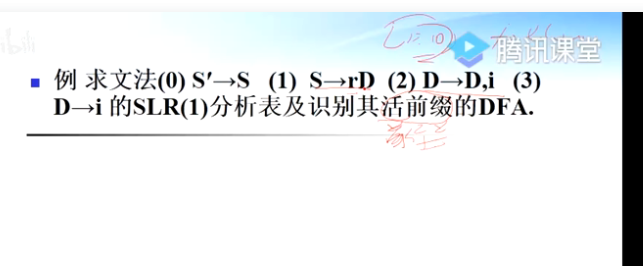 腾讯课堂
例 求文法(0) S′→S (1) S→rD (2) D→D,i (3)
D→i 的SLR(1)分析表及识别其活前缀的DFA.